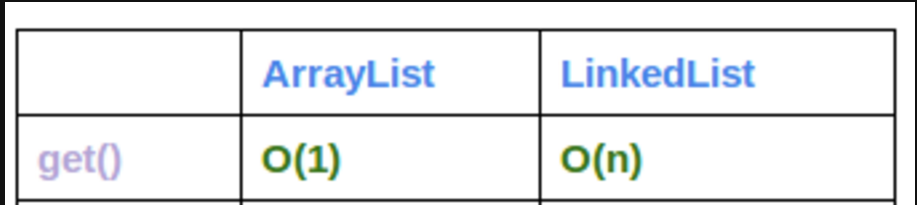 ArrayList LinkedList
get() O(1) O(n)